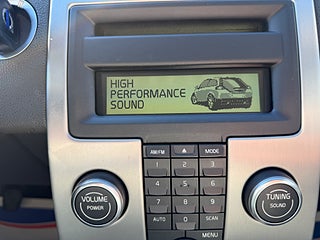 HIGH
PERFORMANCE
SOUND
AM/FM MODE
1 2 3
4 5 6
7 8 9
AUTO 0 SCAN
MENU
VOLUME
POWER
TUNING
SOUND